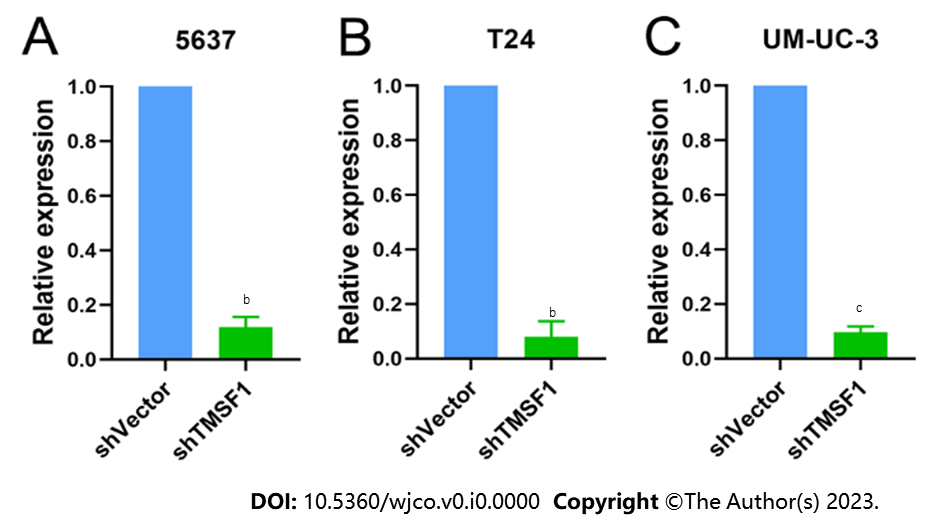 A
5637
Relative expression
1.0
0.8
0.6
0.4
0.2
0.0
b
shVector
shTMSF1
B
T24
Relative expression
1.0
0.8
0.6
0.4
0.2
0.0
b
shVector
shTMSF1
C
UM-UC-3
Relative expression
1.0
0.8
0.6
0.4
0.2
0.0
c
shVector
shTMSF1
DOI: 10.5360/wjco.v0.i0.0000 Copyright ©The Author(s) 2023.